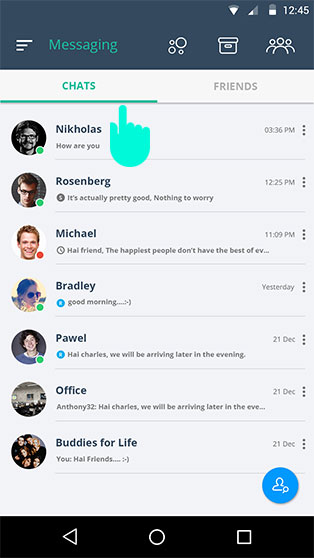 12:45
Messaging
CHATS FRIENDS
Nikholas 03:36 PM
How are you
Rosenberg 12:25 PM
S It's actually pretty good, Nothing to worry
Michael 11:09 PM
Hai friend, The happiest people don't have the best of ev...
Bradley Yesterday
R good morning....:-)
Pawel 21 Dec
R Hai charles, we will be arriving later in the evening.
Office 21 Dec
Anthony32: Hai charles, we will be arriving later in the eve...
Buddies for Life 21 Dec
You: Hai Friends.... :-)